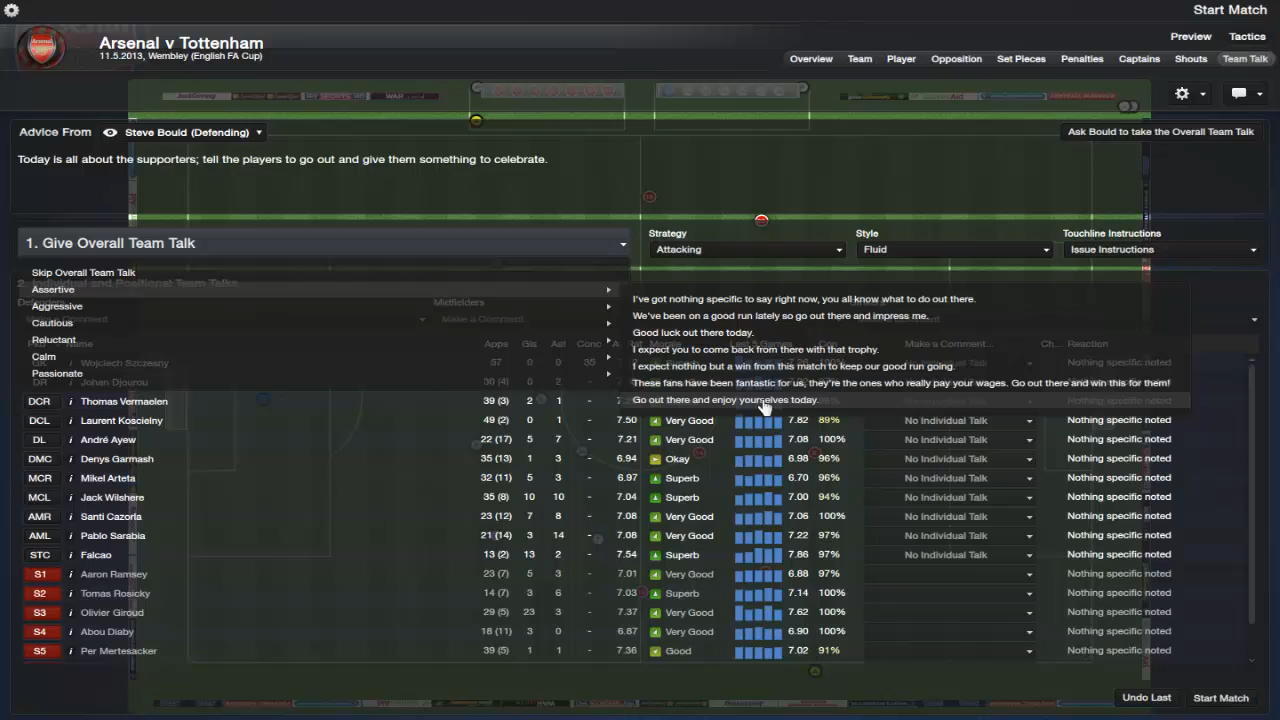 Start Match
Arsenal v Tottenham
11.5.2013, Wembley (English FA Cup)
Preview Tactics
Overview Team Player Opposition Set Pieces Penalties Captains Shouts Team Talk
Advice From Steve Bould (Defending) Ask Bould to take the Overall Team Talk
Today is all about the supporters; tell the players to go out and give them something to celebrate.
1. Give Overall Team Talk
Strategy Style Touchline Instructions
Attacking Fluid Issue Instructions
Skip Overall Team Talk
2. Individual and Positional Team Talks
Assertive
Aggressive
Cautious
Reluctant
Calm
Passionate
I've got nothing specific to say right now, you all know what to do out there.
We've been on a good run lately so go out there and impress me.
Good luck out there today.
I expect you to come back from there with that trophy.
I expect nothing but a win from this match to keep our good run going.
These fans have been fantastic for us, they're the ones who really pay your wages. Go out there and win this for them!
Go out there and enjoy yourselves today.
Midfielders
Make a Comment
Name Apps Gls Ast Conc Last 5 Games Con Make a Comment... Ch... Reaction
GK i Wojciech Szczesny 57 - - 35 Nothing specific noted
DR i Johan Djourou 30 (4) 0 2 - Nothing specific noted
DCR i Thomas Vermaelen 39 (3) 2 1 - Nothing specific noted
DCL i Laurent Koscielny 49 (2) 0 1 - 7.50 Very Good 7.82 89% No Individual Talk Nothing specific noted
DL i André Ayew 22 (17) 5 7 - 7.21 Very Good 7.08 100% No Individual Talk Nothing specific noted
DMC i Denys Garmash 35 (13) 1 3 - 6.94 Okay 6.98 96% No Individual Talk Nothing specific noted
MCR i Mikel Arteta 32 (11) 5 3 - 6.97 Superb 6.70 96% No Individual Talk Nothing specific noted
MCL i Jack Wilshere 35 (8) 10 10 - 7.04 Superb 7.00 94% No Individual Talk Nothing specific noted
AMR i Santi Cazorla 23 (12) 7 8 - 7.08 Very Good 7.06 100% No Individual Talk Nothing specific noted
AML i Pablo Sarabia 21 (14) 3 14 - 7.08 Very Good 7.22 97% No Individual Talk Nothing specific noted
STC i Falcao 13 (2) 13 2 - 7.54 Superb 7.86 97% No Individual Talk Nothing specific noted
S1 i Aaron Ramsey 23 (7) 5 3 - 7.01 Very Good 6.88 97% Nothing specific noted
S2 i Tomas Rosicky 14 (7) 3 6 - 7.03 Superb 7.14 100% Nothing specific noted
S3 i Olivier Giroud 29 (5) 23 3 - 7.37 Very Good 7.62 100% Nothing specific noted
S4 i Abou Diaby 18 (11) 3 0 - 6.87 Very Good 6.90 100% Nothing specific noted
S5 i Per Mertesacker 39 (5) 1 1 - 7.36 Good 7.02 91% Nothing specific noted
Undo Last Start Match